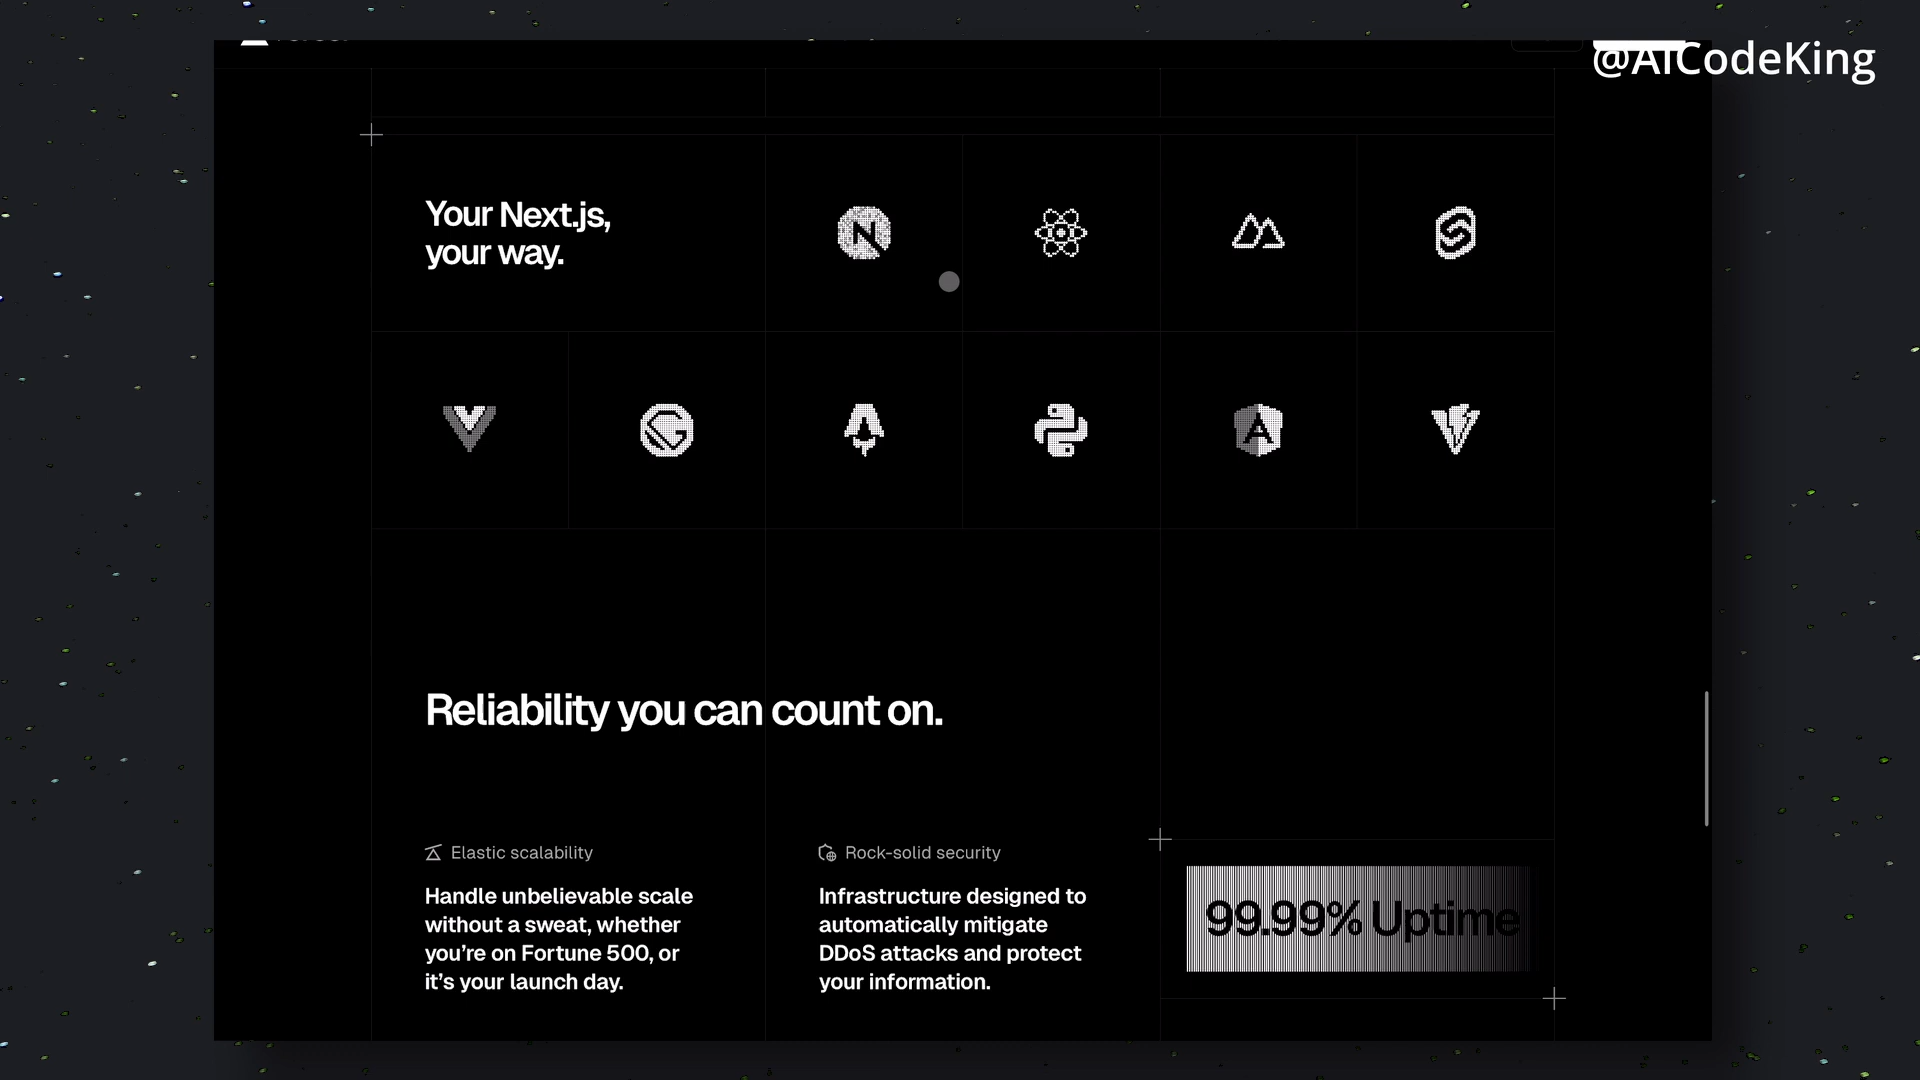 @AICodeKing
Your Next.js,
your way.
Reliability you can count on.
Elastic scalability
Handle unbelievable scale
without a sweat, whether
you’re on Fortune 500, or
it’s your launch day.
Rock-solid security
Infrastructure designed to
automatically mitigate
DDoS attacks and protect
your information.
99.99% Uptime